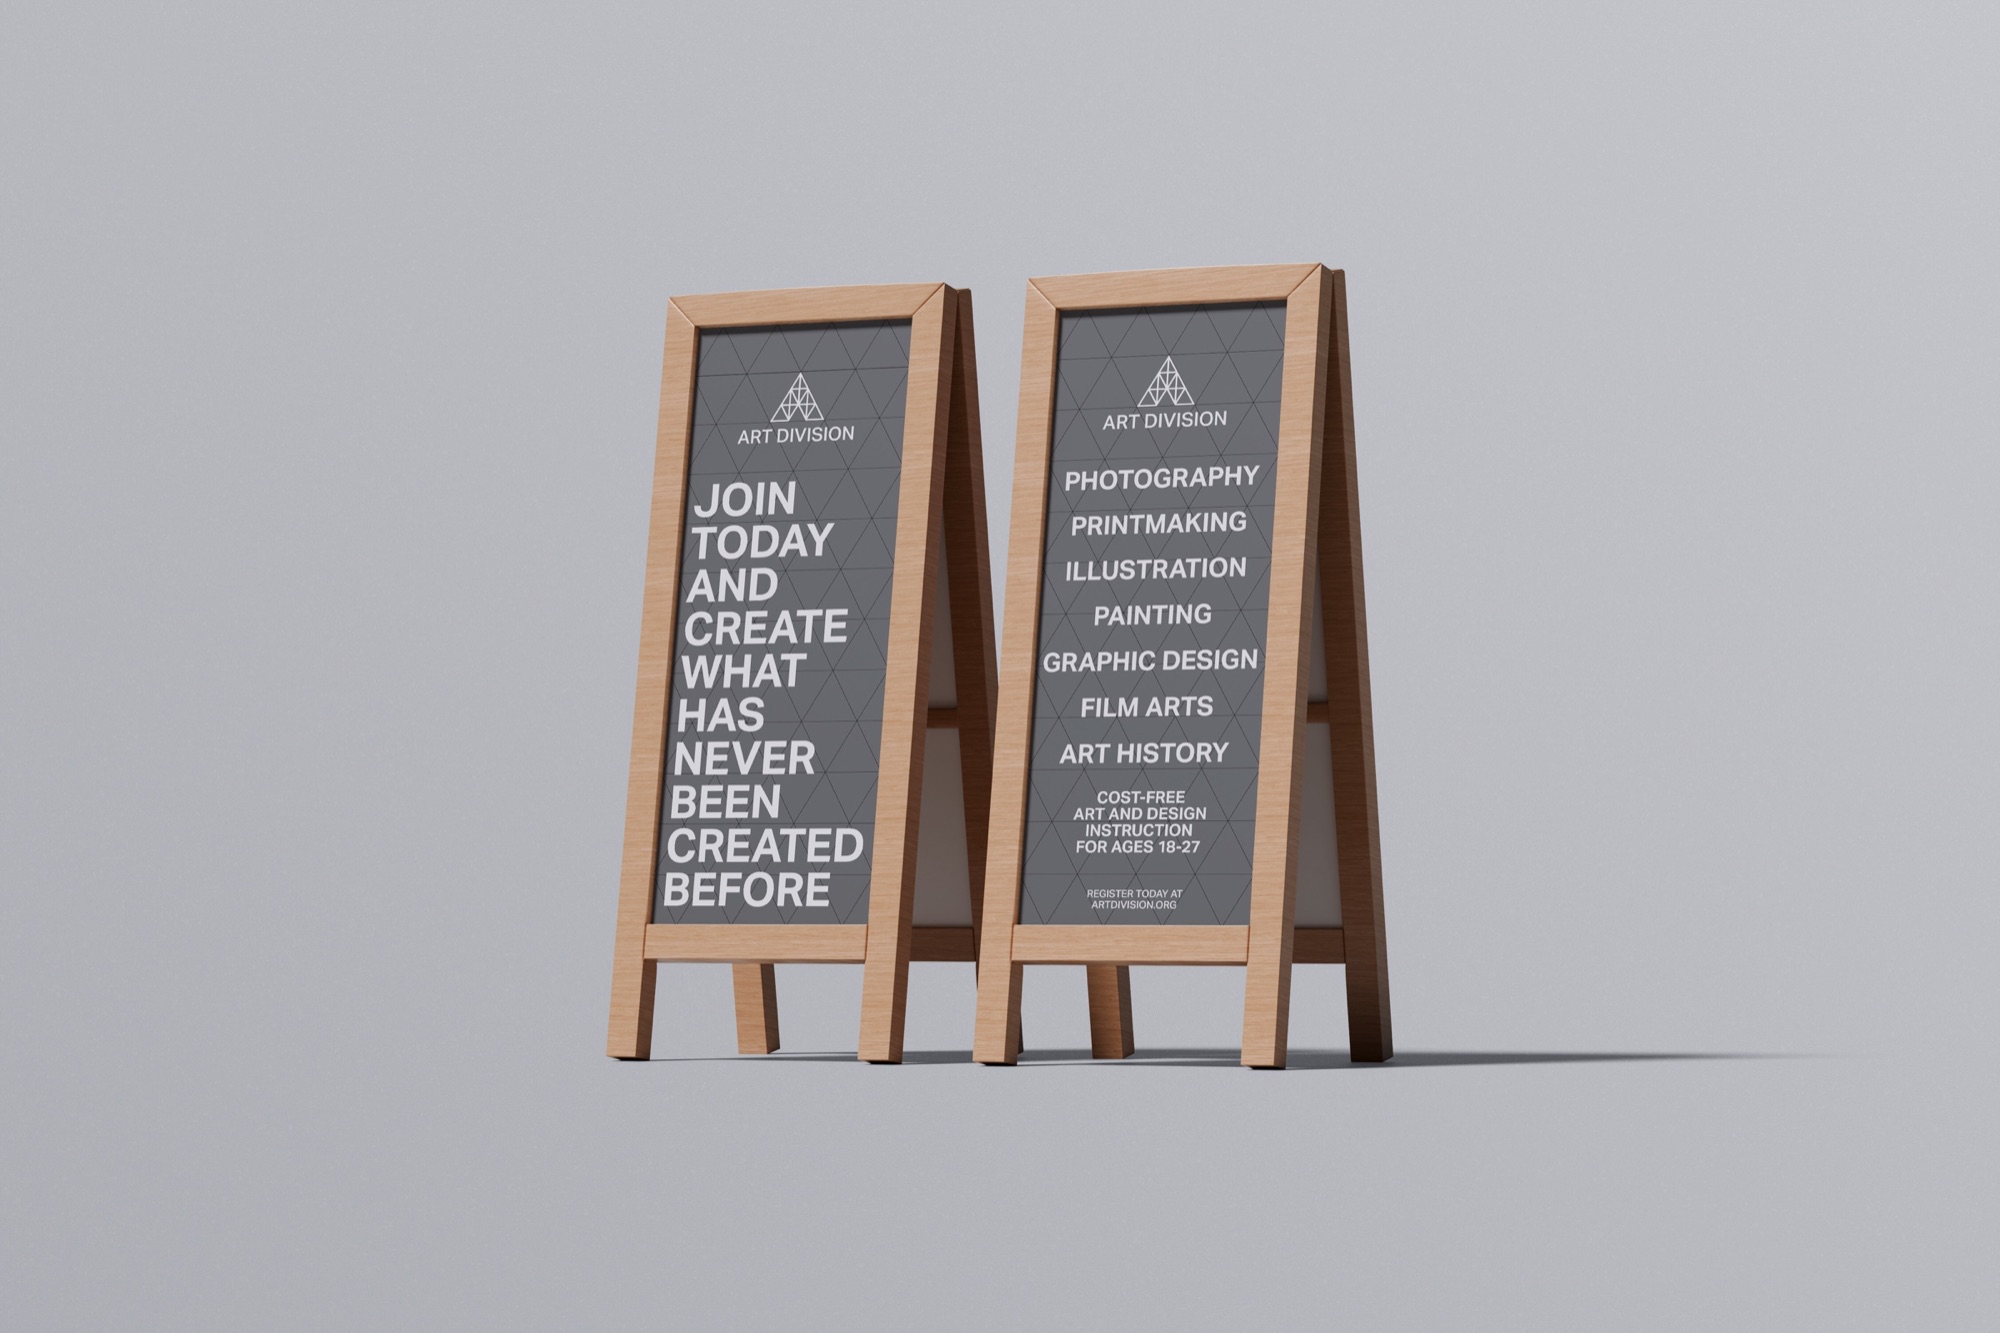 ART DIVISION
JOIN
TODAY
AND
CREATE
WHAT
HAS
NEVER
BEEN
CREATED
BEFORE
ART DIVISION
PHOTOGRAPHY
PRINTMAKING
ILLUSTRATION
PAINTING
GRAPHIC DESIGN
FILM ARTS
ART HISTORY
COST-FREE
ART AND DESIGN
INSTRUCTION
FOR AGES 18-27
REGISTER TODAY AT
ARTDIVISION.ORG